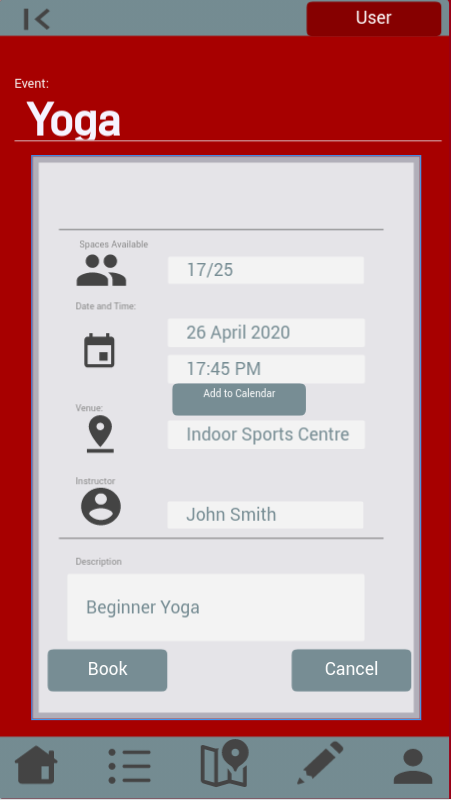 User
Event:
Yoga
Spaces Available
17/25
Date and Time:
26 April 2020
17:45 PM
Add to Calendar
Venue:
Indoor Sports Centre
Instructor
John Smith
Description
Beginner Yoga
Book
Cancel